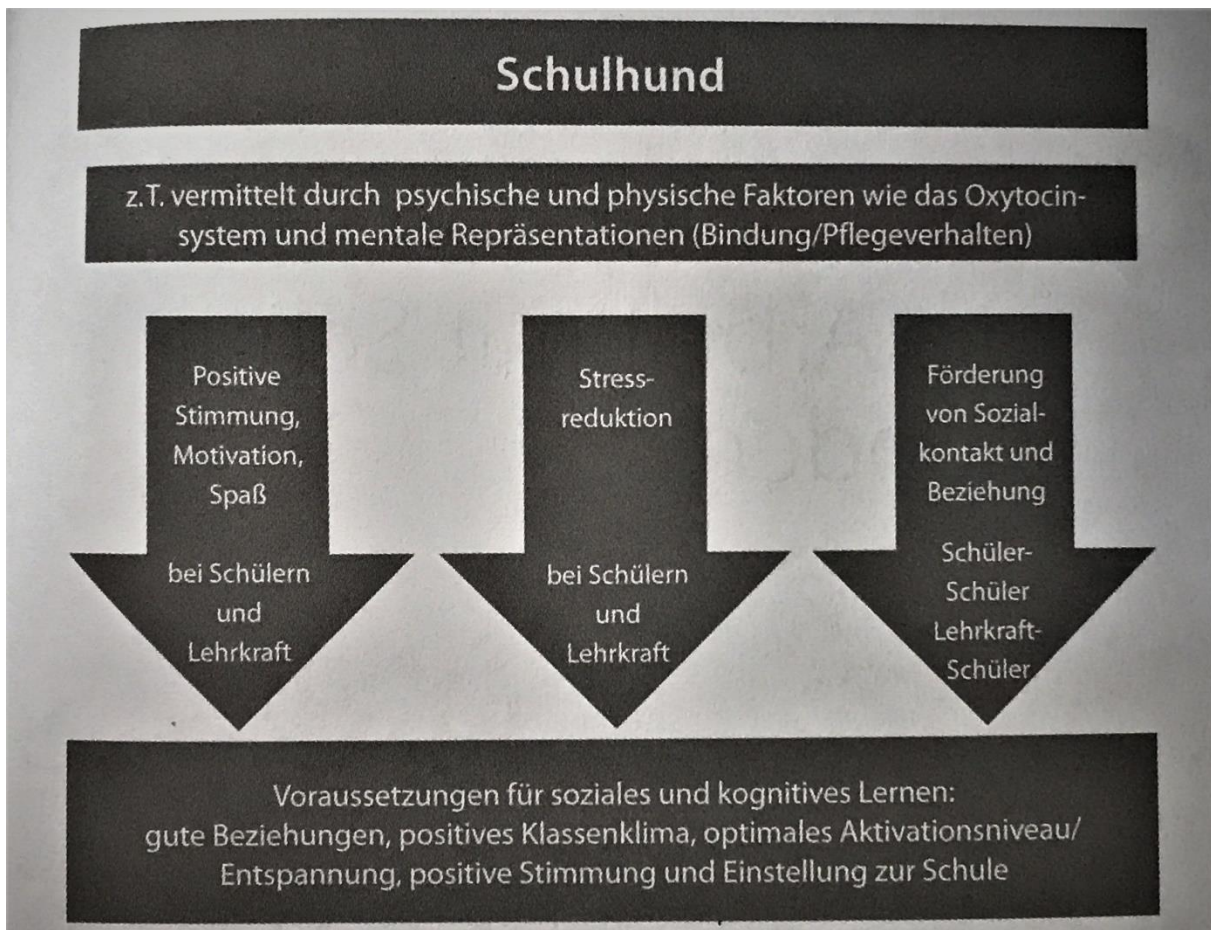 Schulhund
z.T. vermittelt durch psychische und physische Faktoren wie das Oxytocin-
system und mentale Repräsentationen (Bindung/Pflegeverhalten)
Positive
Stimmung,
Motivation,
Spaß
bei Schülern
und
Lehrkraft
Stress-
reduktion
bei Schülern
und
Lehrkraft
Förderung
von Sozial-
kontakt und
Beziehung
Schüler-
Schüler
Lehrkraft-
Schüler
Voraussetzungen für soziales und kognitives Lernen:
gute Beziehungen, positives Klassenklima, optimales Aktivationsniveau/
Entspannung, positive Stimmung und Einstellung zur Schule